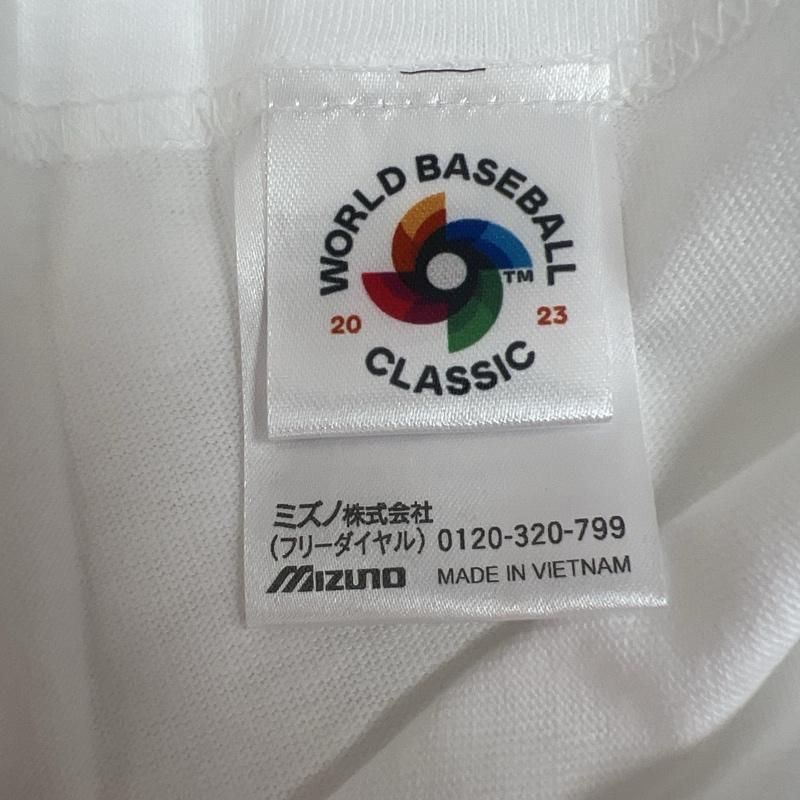 WORLD BASEBALL
TM
20 23
CLASSIC
ミズノ株式会社
(フリーダイヤル) 0120-320-799
MIZUNO MADE IN VIETNAM